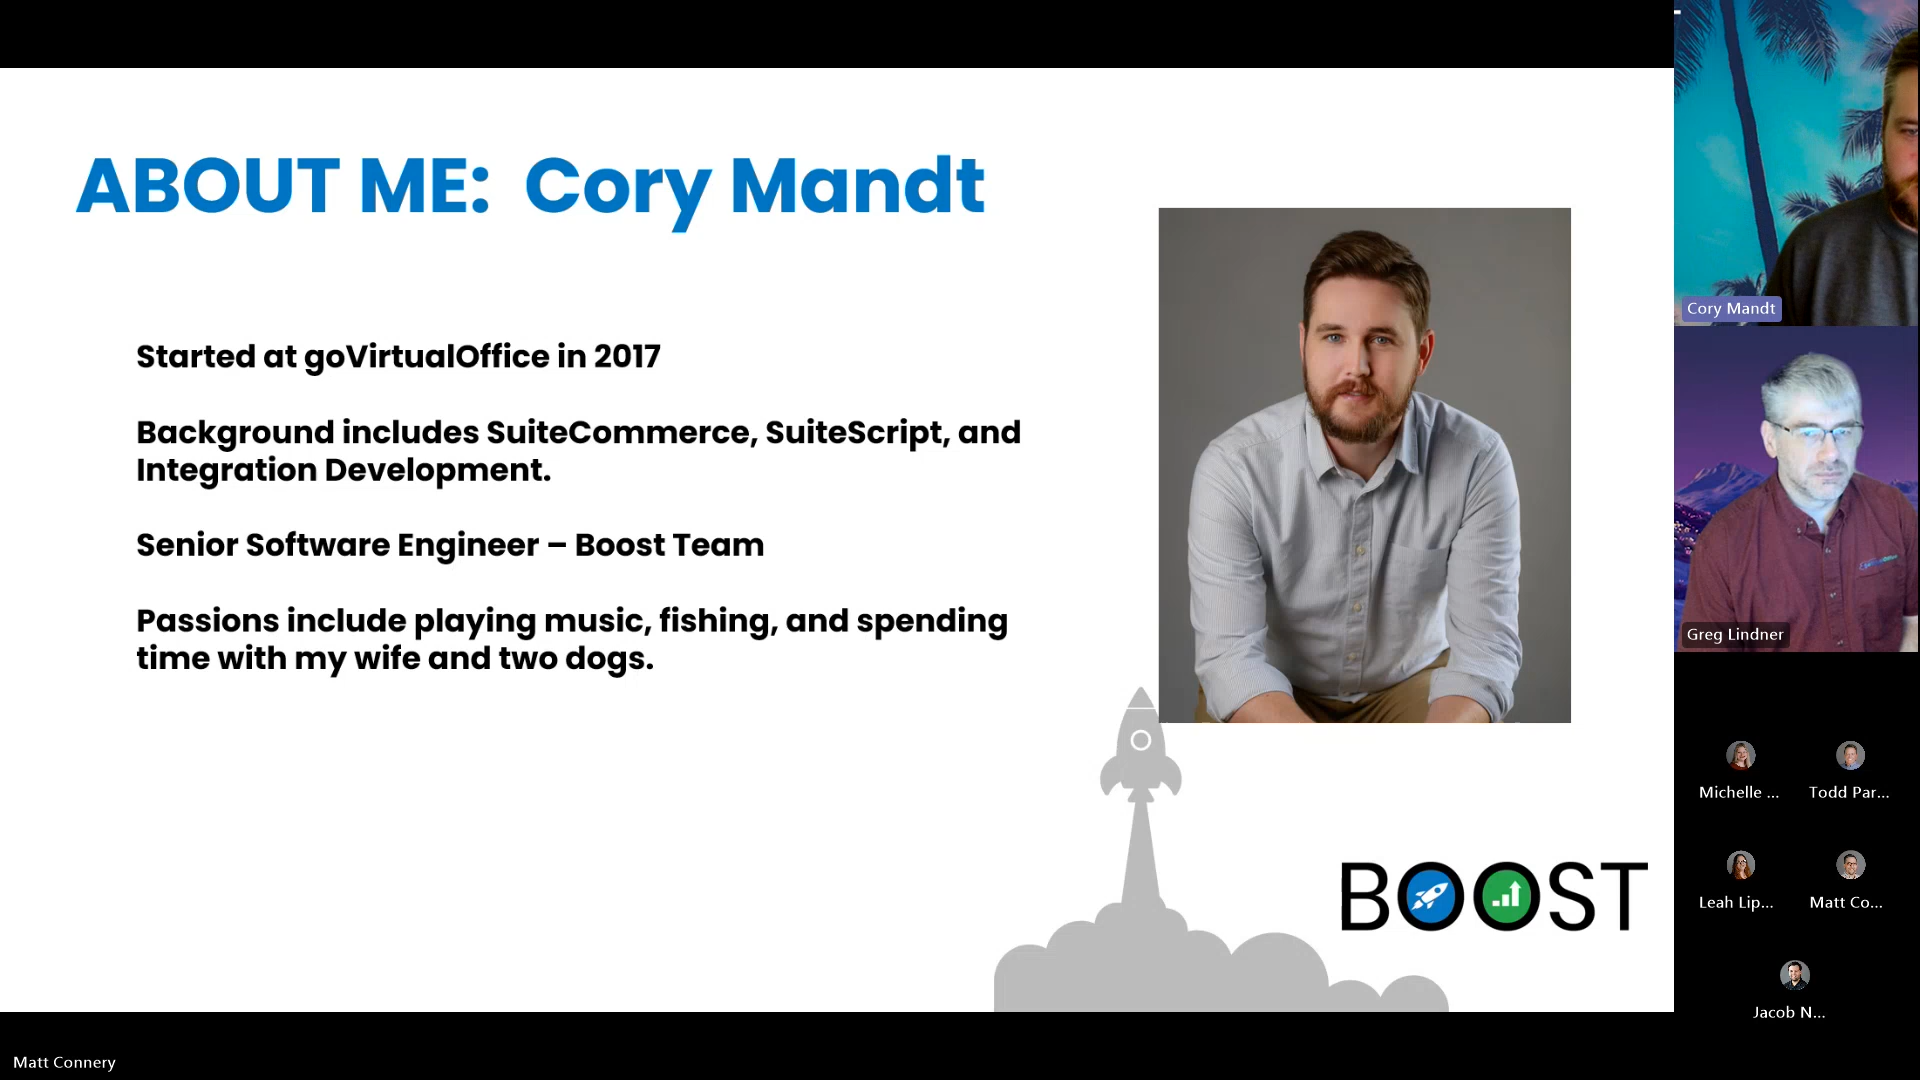 ABOUT ME: Cory Mandt
Started at goVirtualOffice in 2017
Background includes SuiteCommerce, SuiteScript, and
Integration Development.
Senior Software Engineer – Boost Team
Passions include playing music, fishing, and spending
time with my wife and two dogs.
BOOST
Cory Mandt
Greg Lindner
Michelle ...
Todd Par...
Leah Lip...
Matt Co...
Jacob N...
Matt Connery